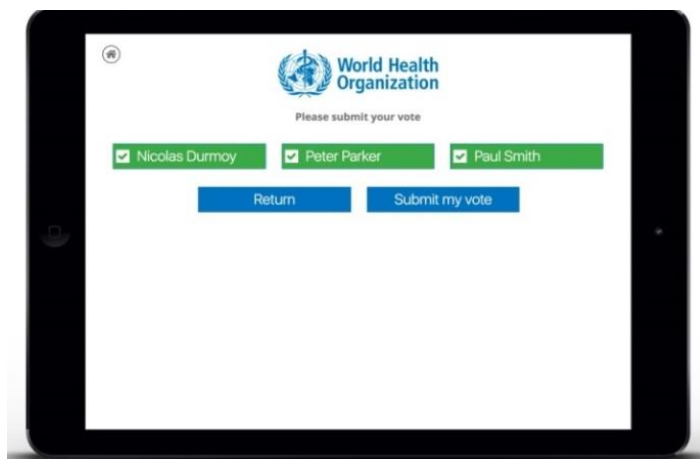 World Health
Organization
Please submit your vote
Nicolas Durmoy
Peter Parker
Paul Smith
Return
Submit my vote